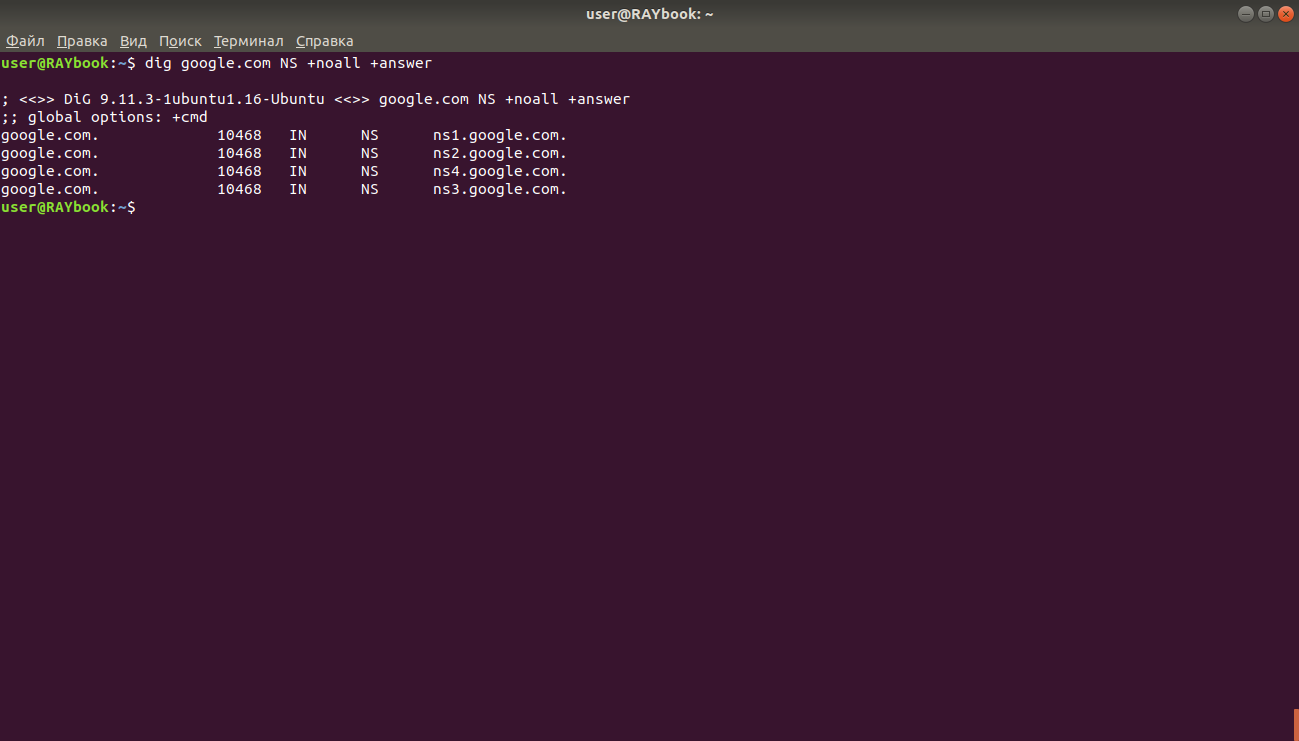 user@RAYbook: ~
Файл Правка Вид Поиск Терминал Справка
user@RAYbook:~$ dig google.com NS +noall +answer
; <<>> DiG 9.11.3-1ubuntu1.16-Ubuntu <<>> google.com NS +noall +answer
;; global options: +cmd
google.com. 10468 IN NS ns1.google.com.
google.com. 10468 IN NS ns2.google.com.
google.com. 10468 IN NS ns4.google.com.
google.com. 10468 IN NS ns3.google.com.
user@RAYbook:~$